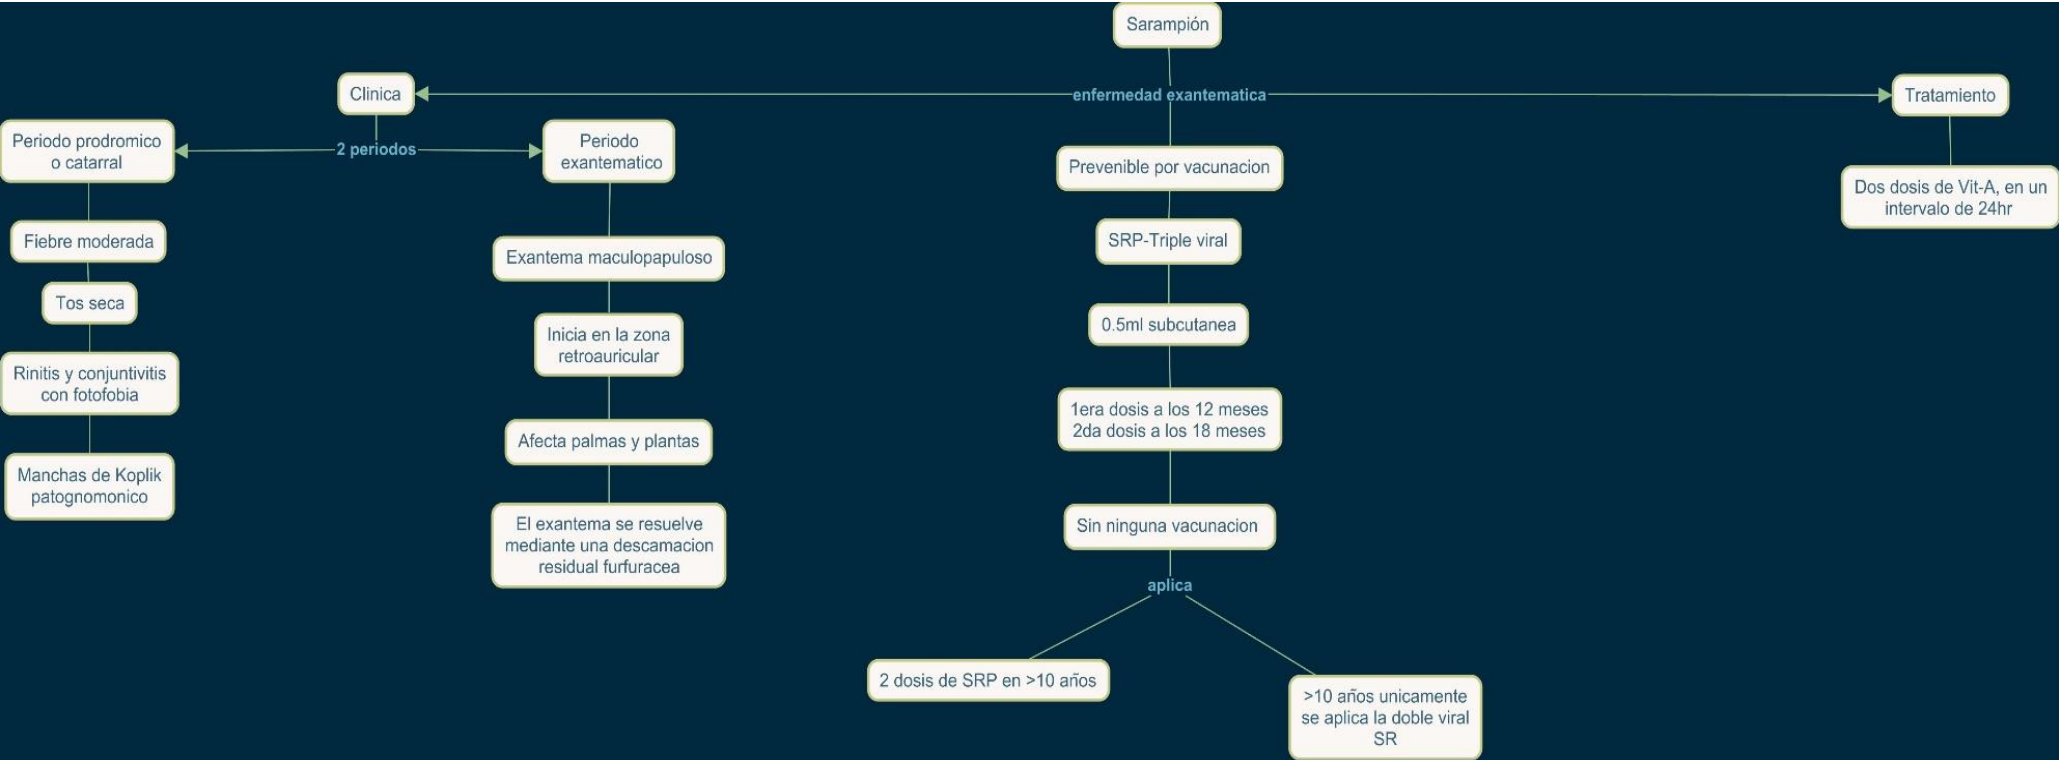 Sarampión
enfermedad exantematica
Clinica
2 periodos
Periodo prodromico
o catarral
Fiebre moderada
Tos seca
Rinitis y conjuntivitis
con fotofobia
Manchas de Koplik
patognomonico
Periodo
exantematico
Exantema maculopapuloso
Inicia en la zona
retroauricular
Afecta palmas y plantas
El exantema se resuelve
mediante una descamacion
residual furfuracea
Prevenible por vacunacion
SRP-Triple viral
0.5ml subcutanea
1era dosis a los 12 meses
2da dosis a los 18 meses
Sin ninguna vacunacion
aplica
2 dosis de SRP en >10 años
>10 años unicamente
se aplica la doble viral
SR
Tratamiento
Dos dosis de Vit-A, en un
intervalo de 24hr